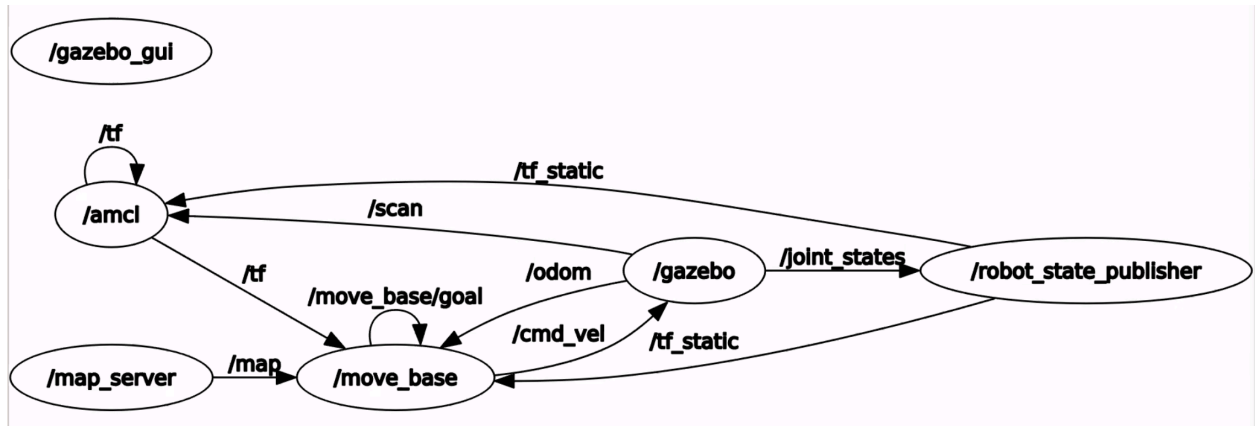 /gazebo_gui
/tf
/tf_static
/scan
/amcl
/tf
/odom
/gazebo
/joint_states
/robot_state_publisher
/move_base/goal
/cmd_vel
/tf_static
/map_server
/map
/move_base